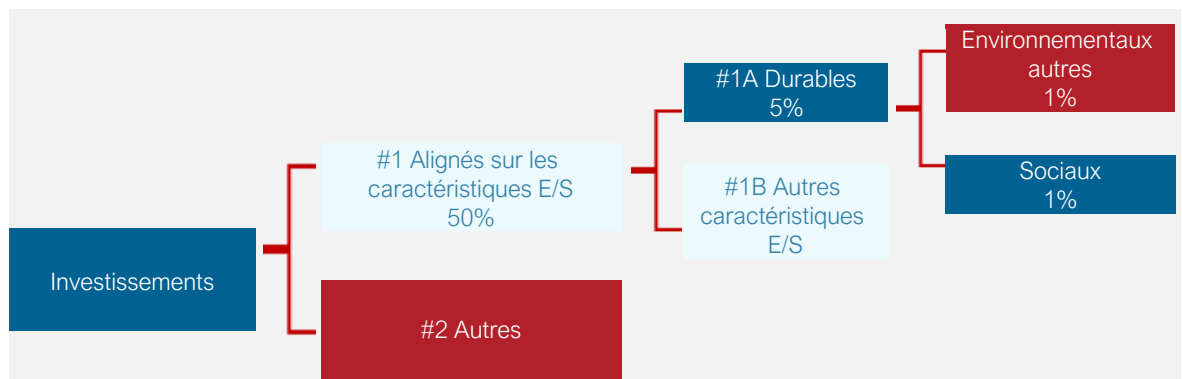 Investissements
#1 Alignés sur les
caractéristiques E/S
50%
#2 Autres
#1A Durables
5%
#1B Autres
caractéristiques
E/S
Environnementaux
autres
1%
Sociaux
1%